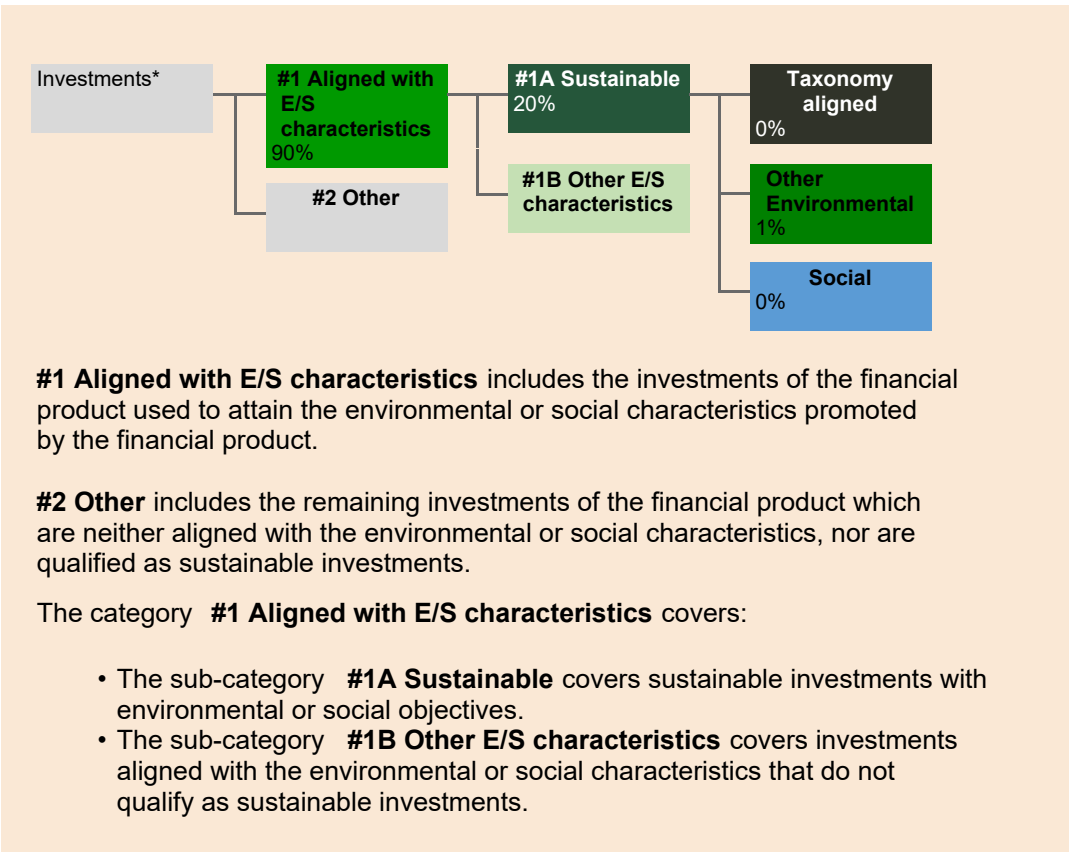 Investments*
#1 Aligned with
E/S
characteristics
90%
#2 Other
#1A Sustainable
20%
#1B Other E/S
characteristics
Taxonomy
aligned
0%
Other
Environmental
1%
Social
0%
#1 Aligned with E/S characteristics includes the investments of the financial
product used to attain the environmental or social characteristics promoted
by the financial product.
#2 Other includes the remaining investments of the financial product which
are neither aligned with the environmental or social characteristics, nor are
qualified as sustainable investments.
The category #1 Aligned with E/S characteristics covers:
• The sub-category #1A Sustainable covers sustainable investments with
environmental or social objectives.
• The sub-category #1B Other E/S characteristics covers investments
aligned with the environmental or social characteristics that do not
qualify as sustainable investments.